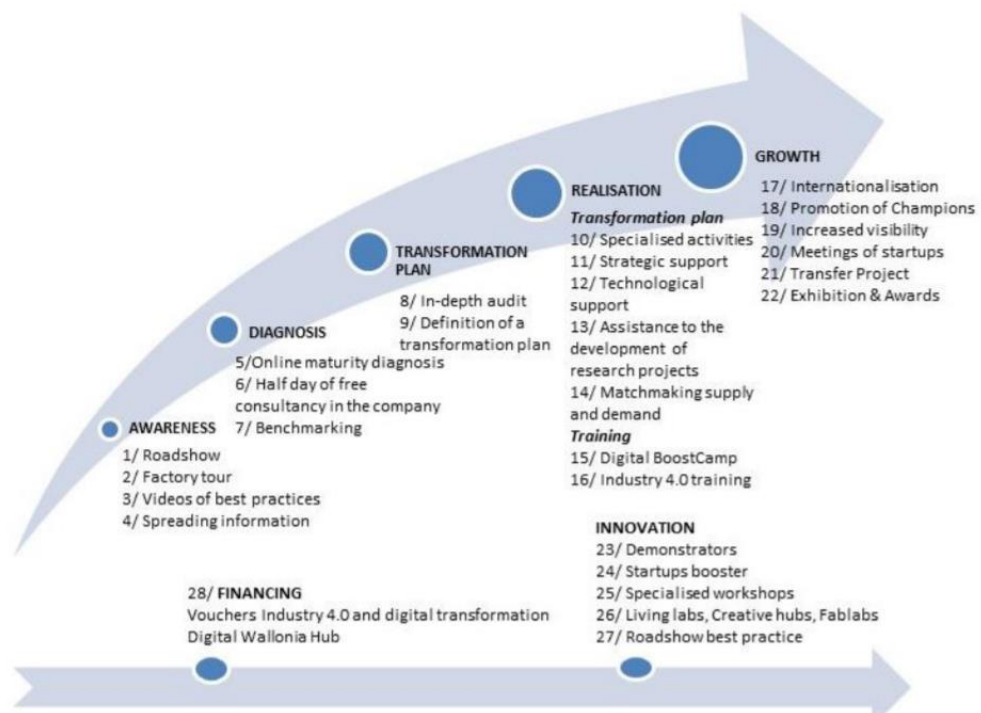 AWARENESS
1/ Roadshow
2/ Factory tour
3/ Videos of best practices
4/ Spreading information
DIAGNOSIS
5/Online maturity diagnosis
6/ Half day of free
consultancy in the company
7/ Benchmarking
TRANSFORMATION
PLAN
8/ In-depth audit
9/ Definition of a
transformation plan
REALISATION
Transformation plan
10/ Specialised activities
11/ Strategic support
12/ Technological
support
13/ Assistance to the
development of
research projects
14/ Matchmaking supply
and demand
Training
15/ Digital BoostCamp
16/ Industry 4.0 training
GROWTH
17/ Internationalisation
18/ Promotion of Champions
19/ Increased visibility
20/ Meetings of startups
21/ Transfer Project
22/ Exhibition & Awards
28/ FINANCING
Vouchers Industry 4.0 and digital transformation
Digital Wallonia Hub
INNOVATION
23/ Demonstrators
24/ Startups booster
25/ Specialised workshops
26/ Living labs, Creative hubs, Fablabs
27/ Roadshow best practice